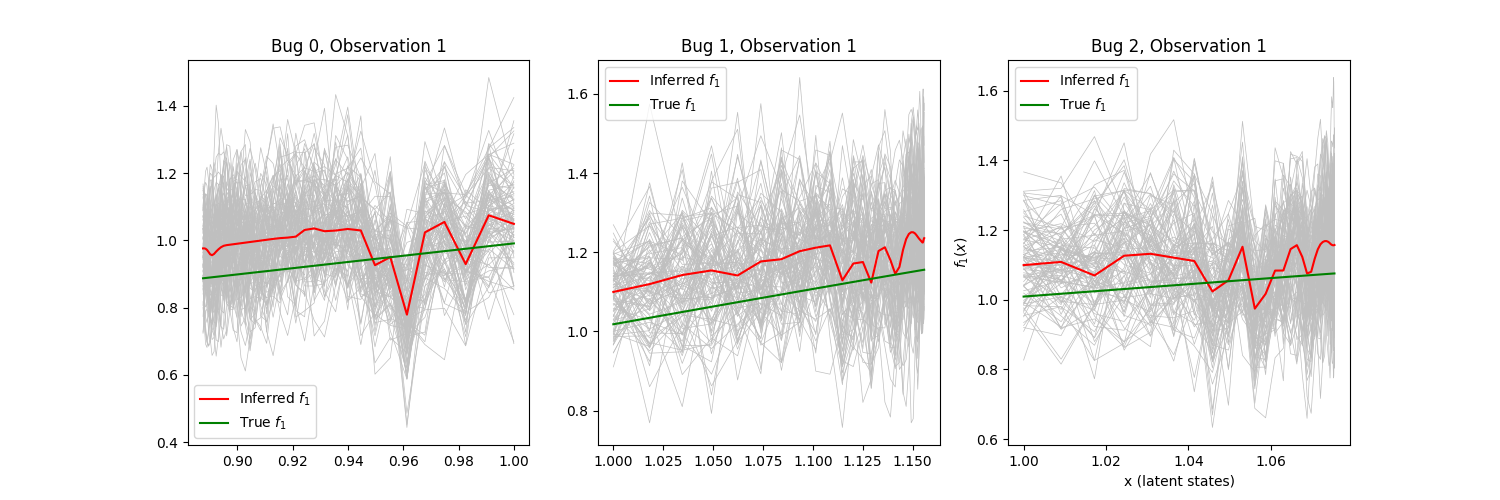 Bug 0, Observation 1
1.4
1.2
1.0
0.8
0.6
0.4
Inferred f₁
True f₁
0.90 0.92 0.94 0.96 0.98 1.00
Bug 1, Observation 1
Inferred f₁
True f₁
1.6
1.4
1.2
1.0
0.8
1.000 1.025 1.050 1.075 1.100 1.125 1.150
Bug 2, Observation 1
Inferred f₁
True f₁
1.6
1.4
1.2
1.0
0.8
0.6
f₁(x)
1.00 1.02 1.04 1.06
x (latent states)